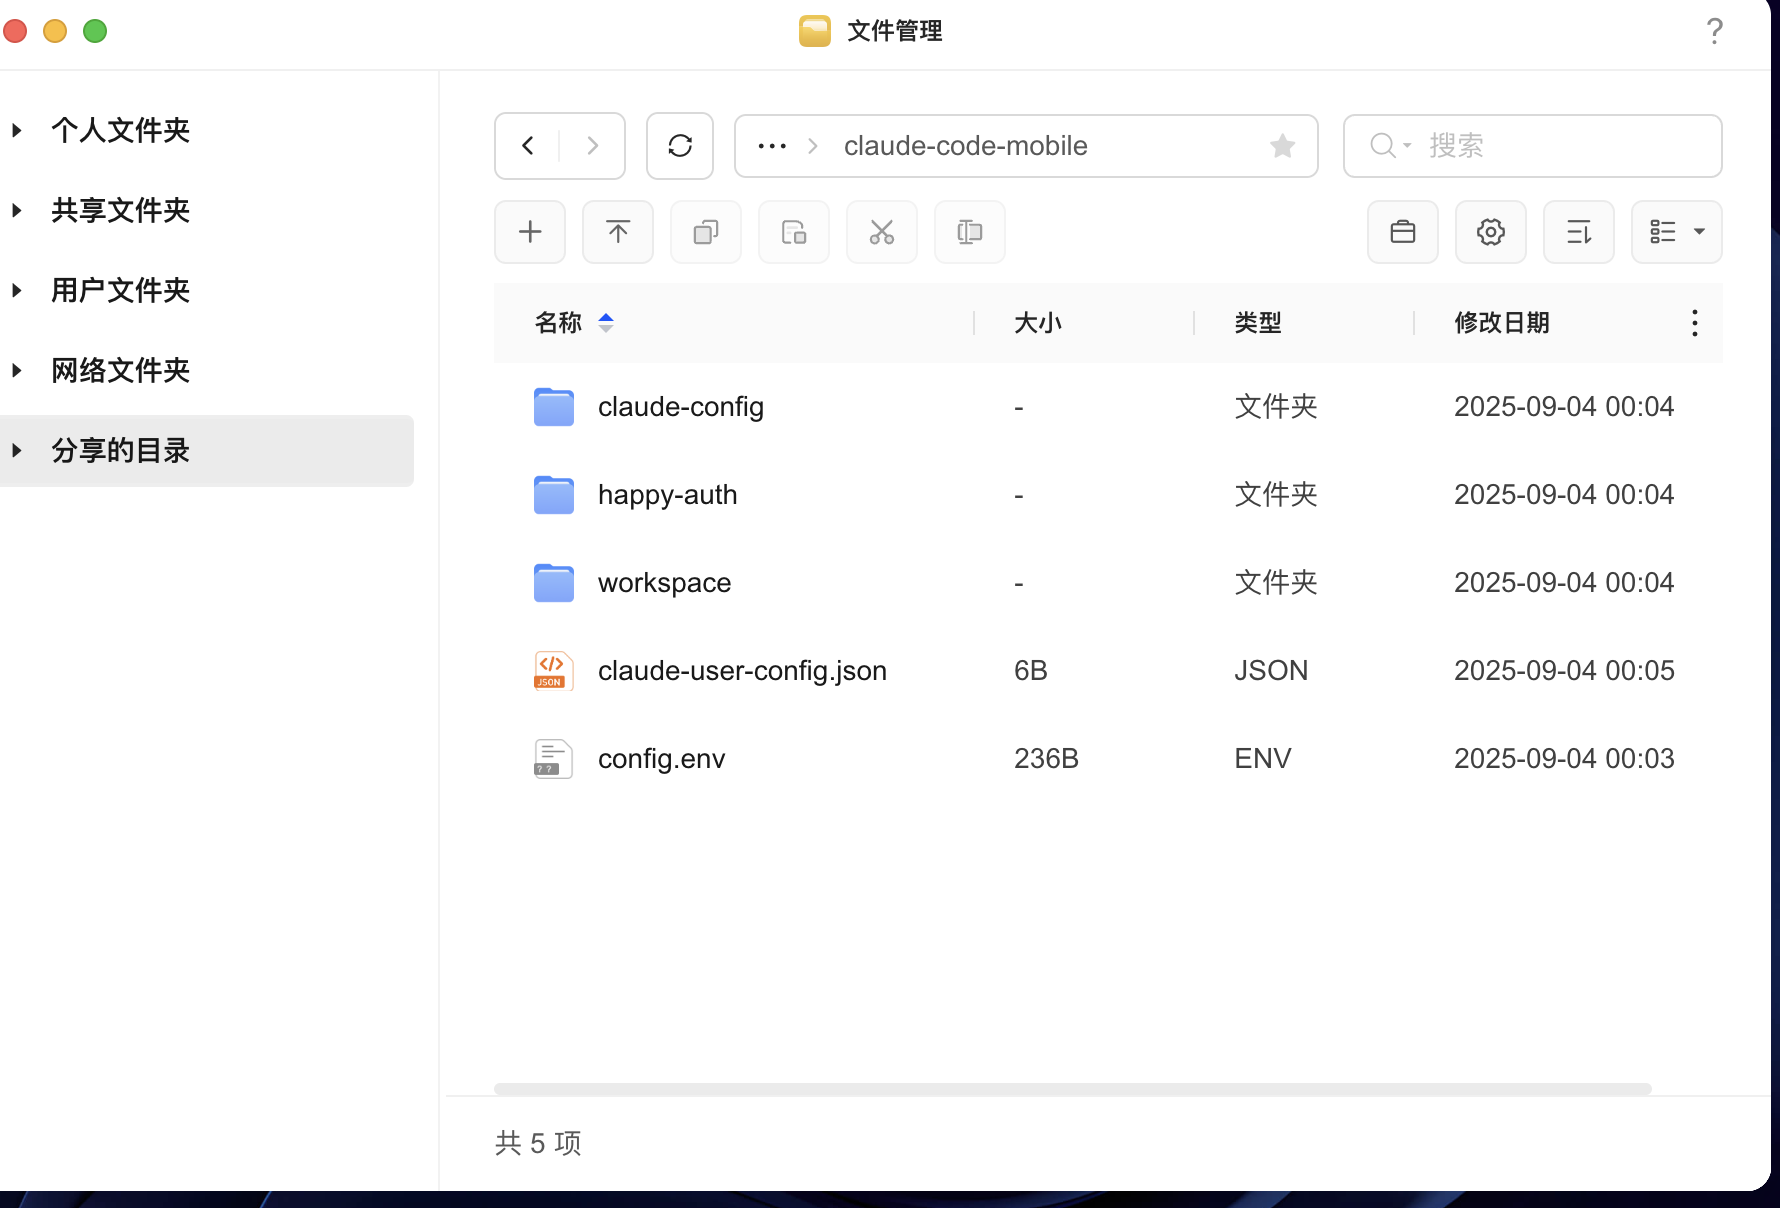 文件管理
?
个人文件夹
共享文件夹
用户文件夹
网络文件夹
分享的目录
··· > claude-code-mobile
搜索
名称 大小 类型 修改日期
claude-config - 文件夹 2025-09-04 00:04
happy-auth - 文件夹 2025-09-04 00:04
workspace - 文件夹 2025-09-04 00:04
JSON claude-user-config.json 6B JSON 2025-09-04 00:05
? ? config.env 236B ENV 2025-09-04 00:03
共 5 项